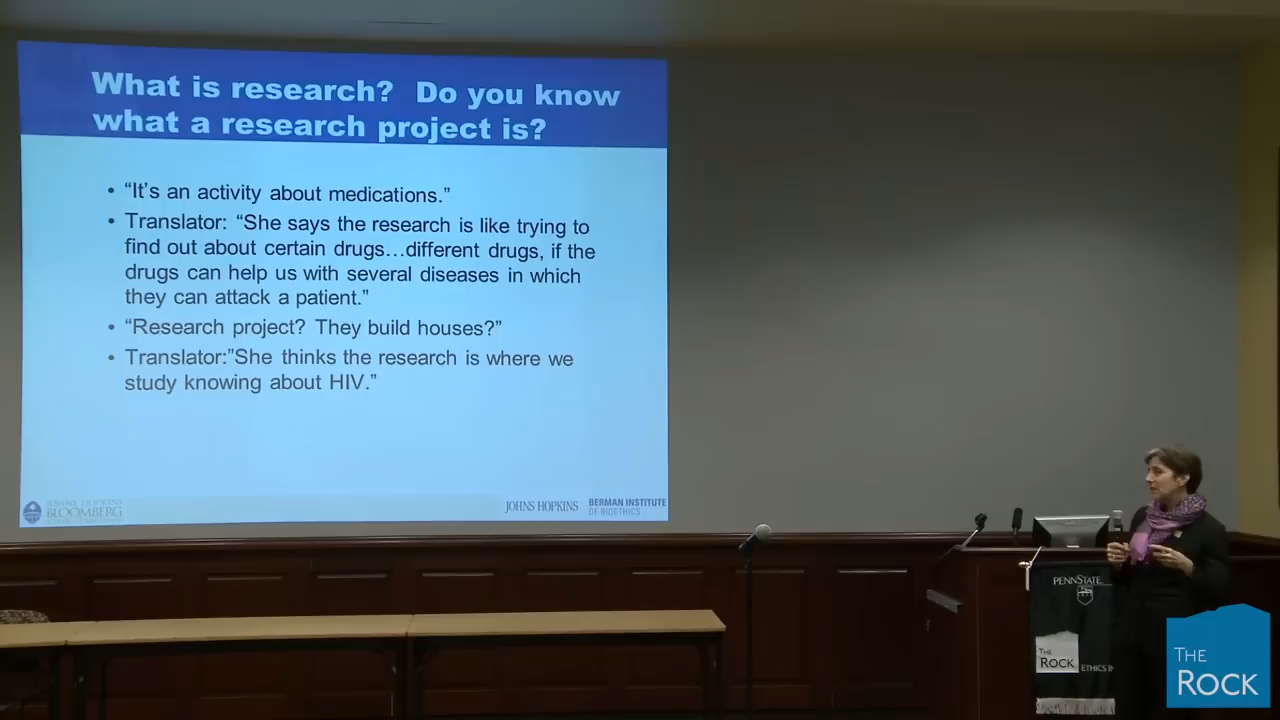 What is research? Do you know
what a research project is?
• “It’s an activity about medications.”
• Translator: “She says the research is like trying to
find out about certain drugs…different drugs, if the
drugs can help us with several diseases in which
they can attack a patient.”
• “Research project? They build houses?”
• Translator:”She thinks the research is where we
study knowing about HIV.”
BLOOMBERG
JOHNS HOPKINS
BERMAN INSTITUTE
OF BIOETHICS
PENNSTATE
THE
ROCK
ETHICS
THE
ROCK